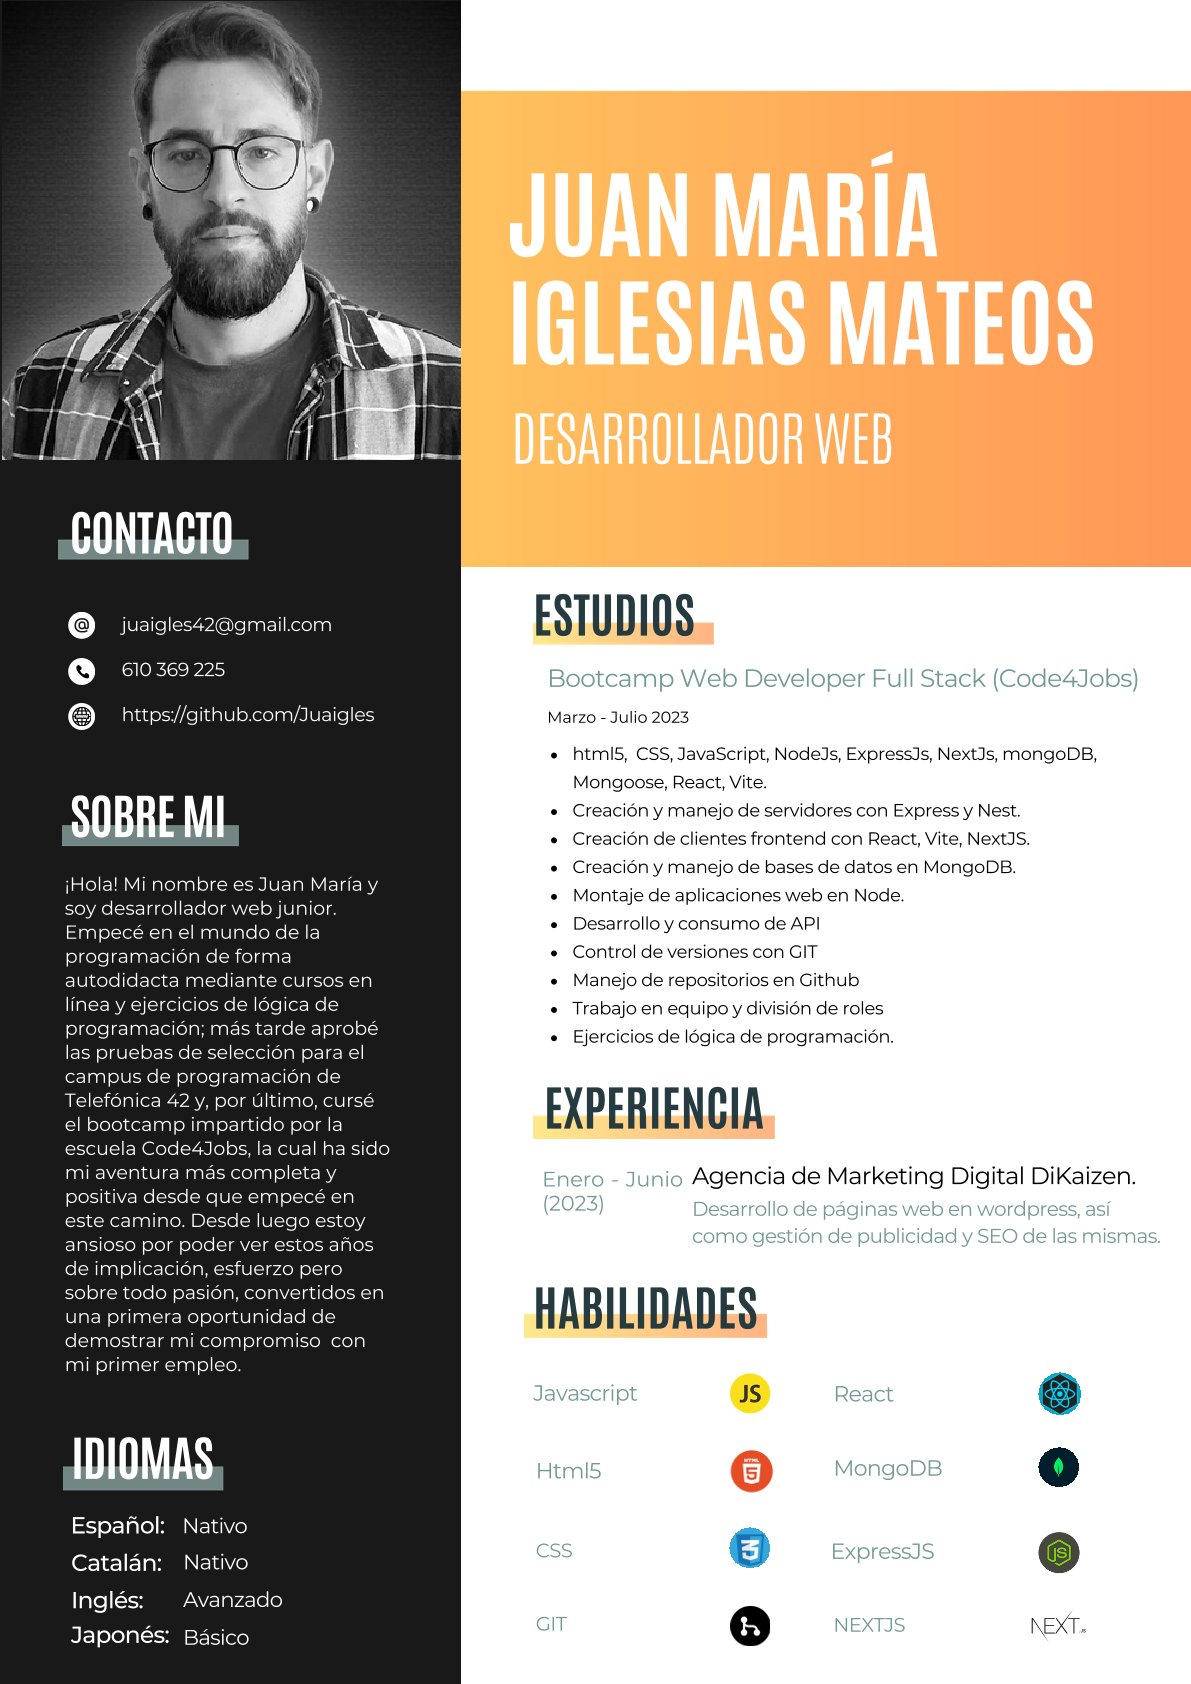 JUAN MARÍA
IGLESIAS MATEOS
DESARROLLADOR WEB
CONTACTO
juaigles42@gmail.com
610 369 225
https://github.com/Juaigles
SOBRE MI
¡Hola! Mi nombre es Juan María y
soy desarrollador web junior.
Empecé en el mundo de la
programación de forma
autodidacta mediante cursos en
línea y ejercicios de lógica de
programación; más tarde aprobé
las pruebas de selección para el
campus de programación de
Telefónica 42 y, por último, cursé
el bootcamp impartido por la
escuela Code4Jobs, la cual ha sido
mi aventura más completa y
positiva desde que empecé en
este camino. Desde luego estoy
ansioso por poder ver estos años
de implicación, esfuerzo pero
sobre todo pasión, convertidos en
una primera oportunidad de
demostrar mi compromiso  con
mi primer empleo.
IDIOMAS
Español: Nativo
Catalán: Nativo
Inglés: Avanzado
Japonés: Básico
ESTUDIOS
Bootcamp Web Developer Full Stack (Code4Jobs)
Marzo - Julio 2023
• html5,  CSS, JavaScript, NodeJs, ExpressJs, NextJs, mongoDB,
Mongoose, React, Vite.
• Creación y manejo de servidores con Express y Nest.
• Creación de clientes frontend con React, Vite, NextJS.
• Creación y manejo de bases de datos en MongoDB.
• Montaje de aplicaciones web en Node.
• Desarrollo y consumo de API
• Control de versiones con GIT
• Manejo de repositorios en Github
• Trabajo en equipo y división de roles
• Ejercicios de lógica de programación.
EXPERIENCIA
Enero - Junio
(2023)
Agencia de Marketing Digital DiKaizen.
Desarrollo de páginas web en wordpress, así
como gestión de publicidad y SEO de las mismas.
HABILIDADES
Javascript JS React
Html5 HTML 5 MongoDB
CSS 3 ExpressJS JS
GIT NEXTJS NEXT.JS